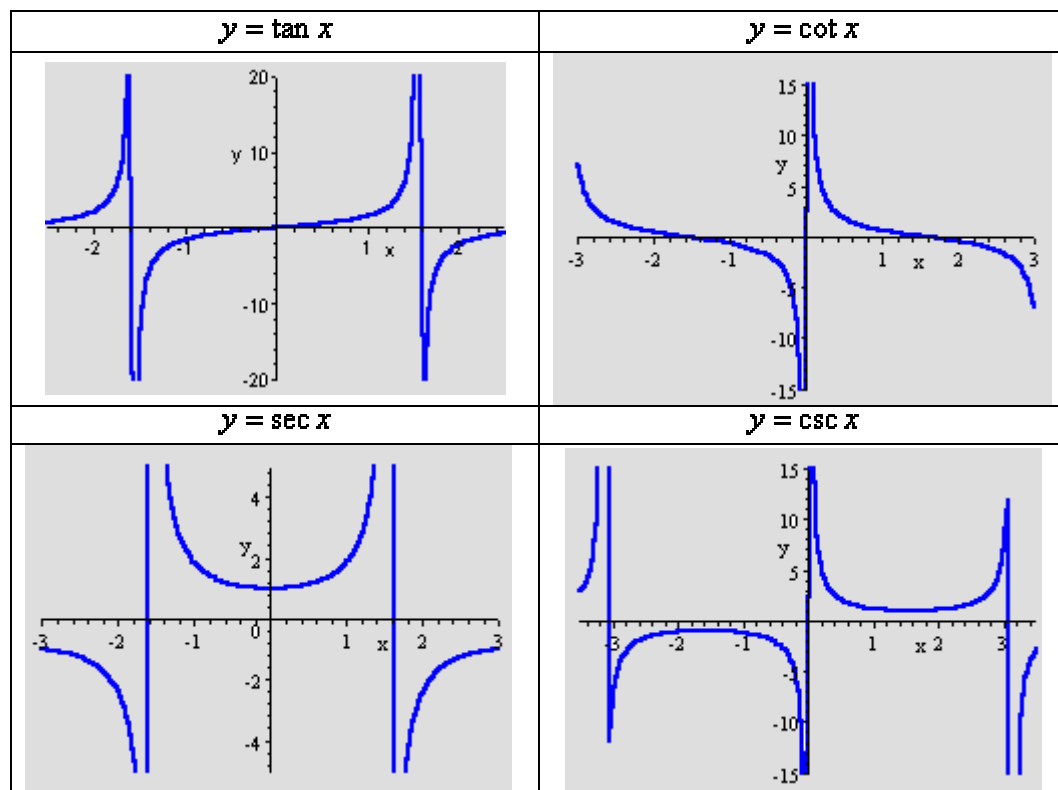 y = tan x
y = cot x
20
y 10
-2 -1 1 x 2
-10
-20
15
10
y
5
-3 -2 -1 1 x 2 3
-5
-10
-15
y = sec x
y = csc x
4
y 2
-3 -2 -1 0 1 x 2 3
-2
-4
15
10
y
5
-3 -2 -1 1 x 2 3
-5
-10
-15